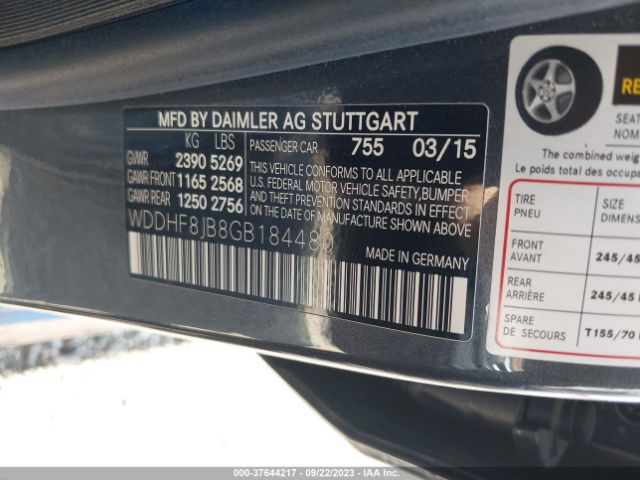 MFD BY DAIMLER AG STUTTGART
KG LBS
GVWR 2390 5269
GAWR FRONT 1165 2568
GAWR REAR 1250 2756
PASSENGER CAR 755 03/15
THIS VEHICLE CONFORMS TO ALL APPLICABLE
U.S. FEDERAL MOTOR VEHICLE SAFETY, BUMPER
AND THEFT PREVENTION STANDARDS IN EFFECT
ON THE DATE OF MANUFACTURE SHOWN ABOVE
WDDHF8JB8GB184480
MADE IN GERMANY
SEAT
NOM
The combined weight
Le poids total des occupa
TIRE SIZE
PNEU DIMENS
FRONT
AVANT 245/45
REAR
ARRIÈRE 245/45
SPARE
DE SECOURS T155/70
000-37644217 - 09/22/2023 - IAA Inc.